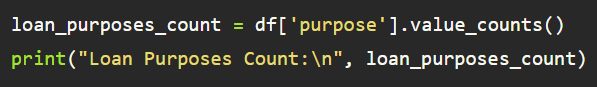 loan_purposes_count = df['purpose'].value_counts()
print("Loan Purposes Count:\n", loan_purposes_count)